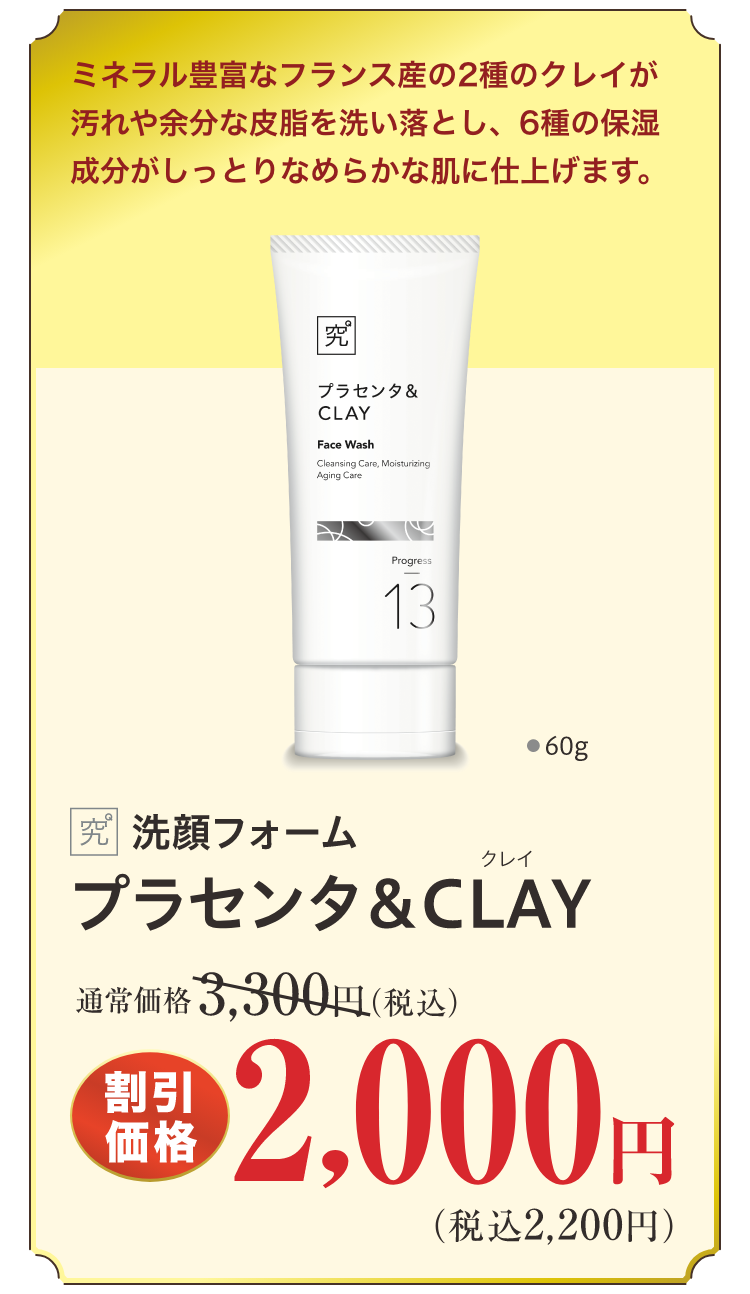 ミネラル豊富なフランス産の2種のクレイが
汚れや余分な皮脂を洗い落とし、6種の保湿
成分がしっとりなめらかな肌に仕上げます。
究
プラセンタ&
CLAY
Face Wash
Cleansing Care, Moisturizing
Aging Care
Progress
13
●60g
究 洗顔フォーム
クレイ
プラセンタ&CLAY
通常価格3,300円(税込)
割引
価格
2,000円
(税込2,200円)